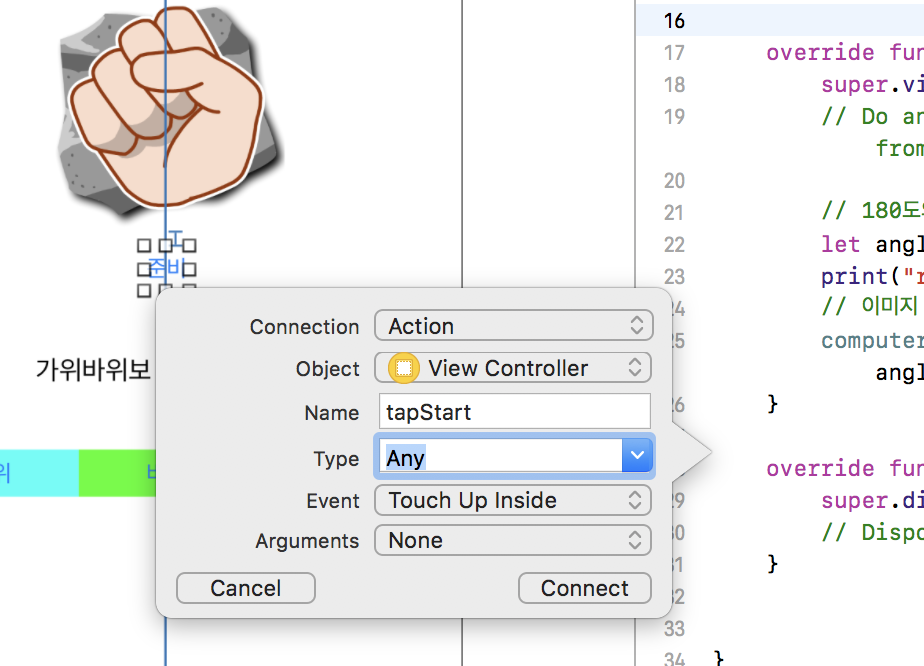 준비
가위바위보
Connection Action
Object View Controller
Name tapStart
Type Any
Event Touch Up Inside
Arguments None
Cancel Connect
16
17 override fun
18 super.vi
19 // Do an
from
20
21 // 180도
22 let angl
23 print("r
24 // 이미지
25 computer
angl
26 }
override fun
29 super.di
30 // Dispo
31 }
32
33
34 }